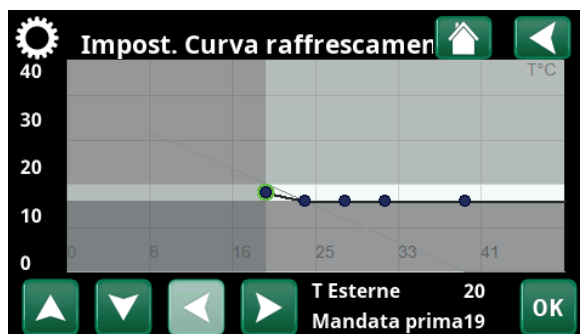 Impost. Curva raffrescamen
40
T°C
30
20
10
0
0 8 16 25 33 41
T Esterne 20
Mandata prima19
OK